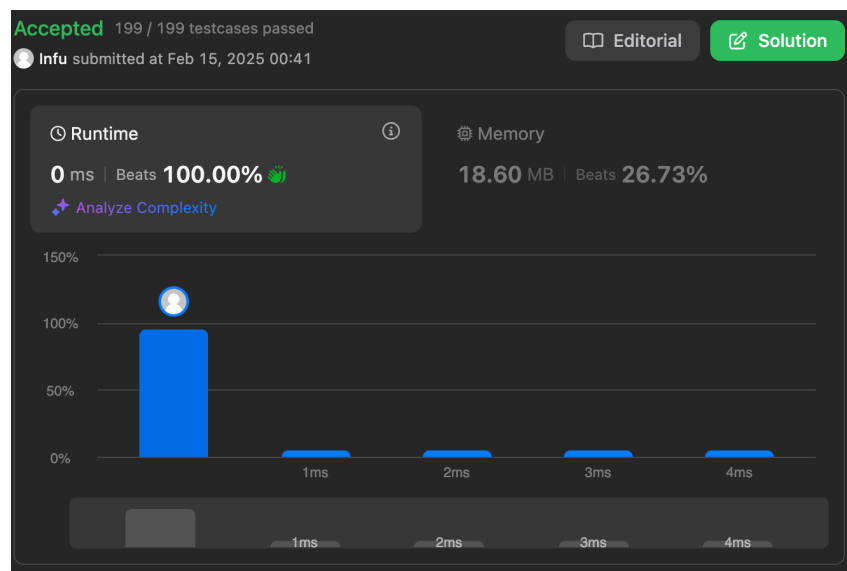 Accepted 199 / 199 testcases passed
Editorial
Solution
Infu submitted at Feb 15, 2025 00:41
Runtime
0 ms | Beats 100.00%
Analyze Complexity
Memory
18.60 MB | Beats 26.73%
150%
100%
50%
0%
1ms 2ms 3ms 4ms
1ms 2ms 3ms 4ms